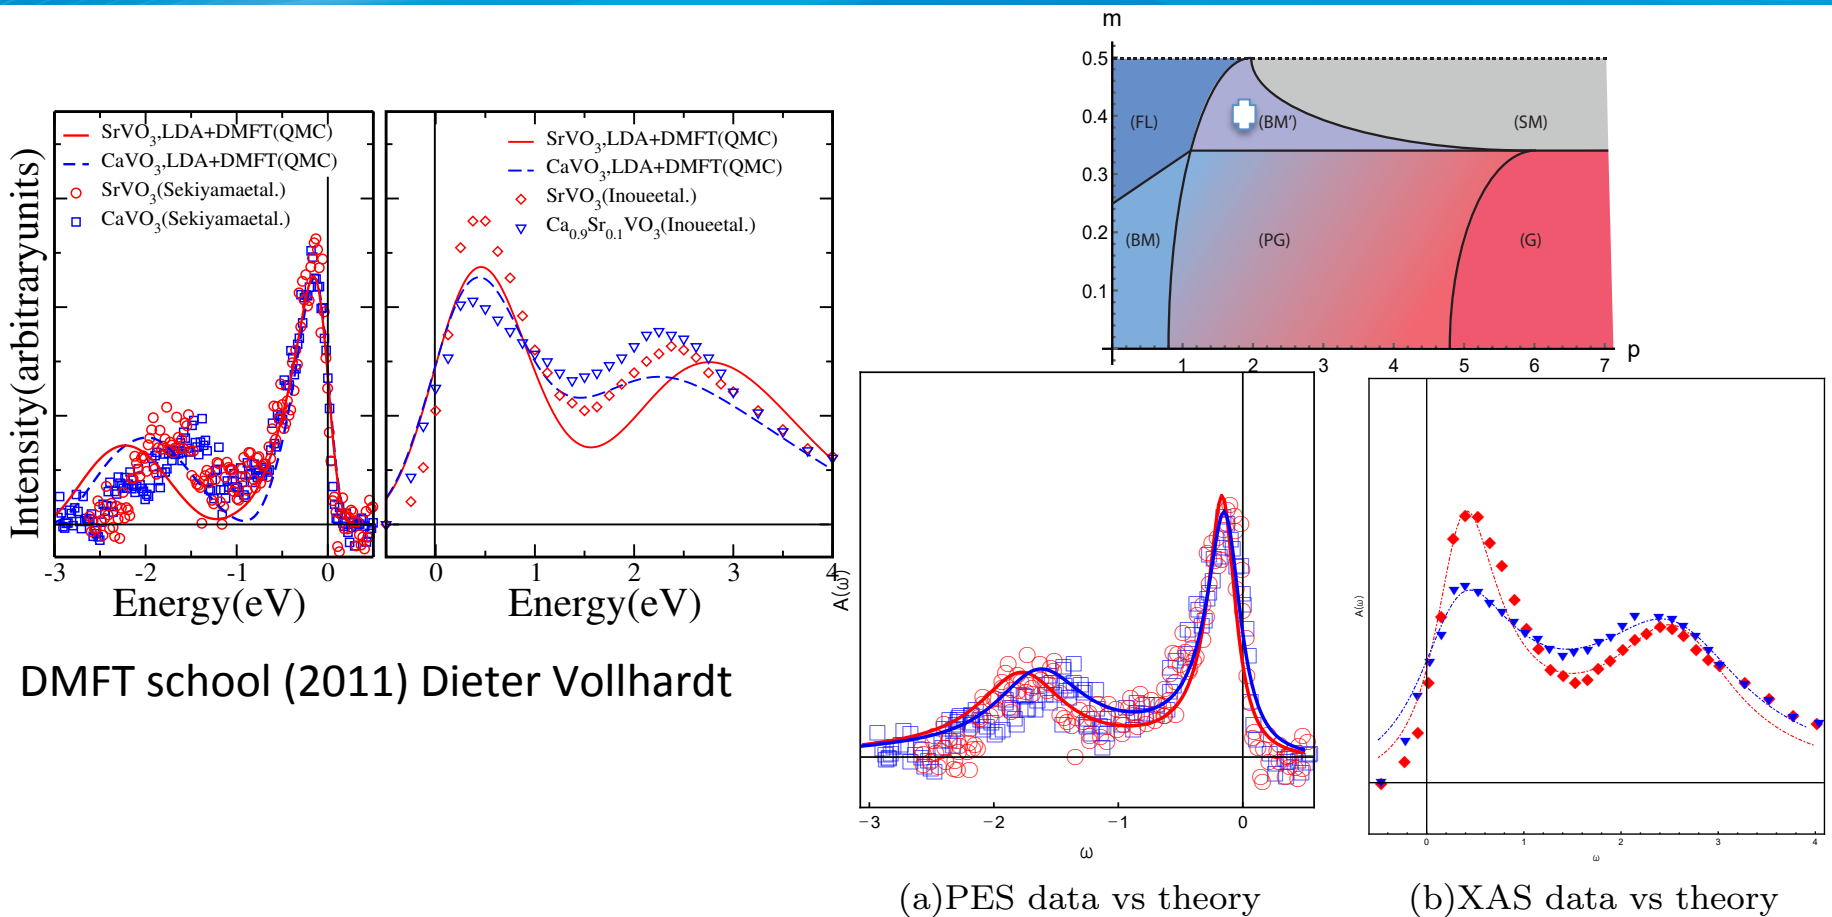 SrVO3,LDA+DMFT(QMC)
CaVO3,LDA+DMFT(QMC)
SrVO3(Sekiyamaetal.)
CaVO3(Sekiyamaetal.)
Intensity(arbitraryunits)
-3 -2 -1 0
Energy(eV)
SrVO3,LDA+DMFT(QMC)
CaVO3,LDA+DMFT(QMC)
SrVO3(Inoueetal.)
Ca0.9Sr0.1VO3(Inoueetal.)
0 1 2 3 4
Energy(eV)
m
0.5
0.4
0.3
0.2
0.1
(FL)
(BM')
(SM)
(BM)
(PG)
(G)
1 2 3 4 5 6 7
p
DMFT school (2011) Dieter Vollhardt
A(ω)
−3 −2 −1 0
ω
(a)PES data vs theory
A(ω)
0 1 2 3 4
ω
(b)XAS data vs theory